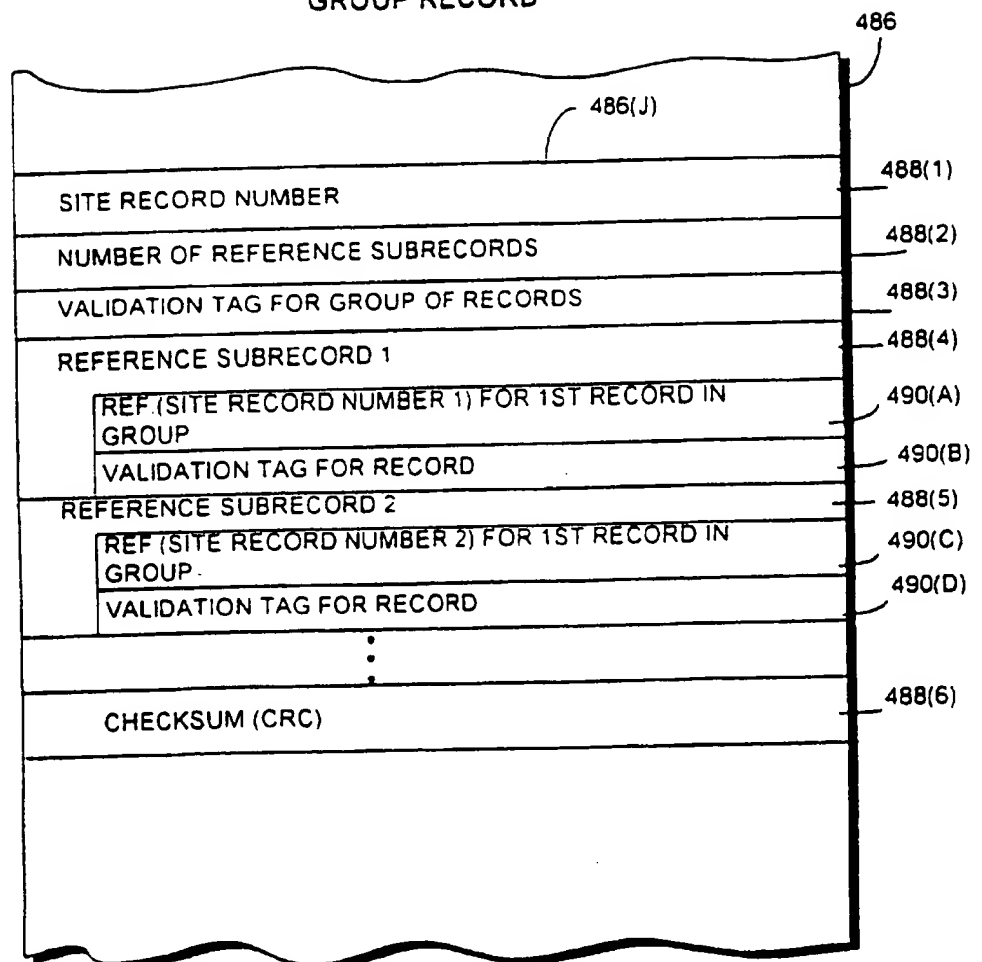 GROUP RECORD
486
486(J)
SITE RECORD NUMBER
488(1)
NUMBER OF REFERENCE SUBRECORDS
488(2)
VALIDATION TAG FOR GROUP OF RECORDS
488(3)
REFERENCE SUBRECORD 1
488(4)
REF.(SITE RECORD NUMBER 1) FOR 1ST RECORD IN
GROUP
490(A)
VALIDATION TAG FOR RECORD
490(B)
REFERENCE SUBRECORD 2
488(5)
REF (SITE RECORD NUMBER 2) FOR 1ST RECORD IN
GROUP
490(C)
VALIDATION TAG FOR RECORD
490(D)
CHECKSUM (CRC)
488(6)